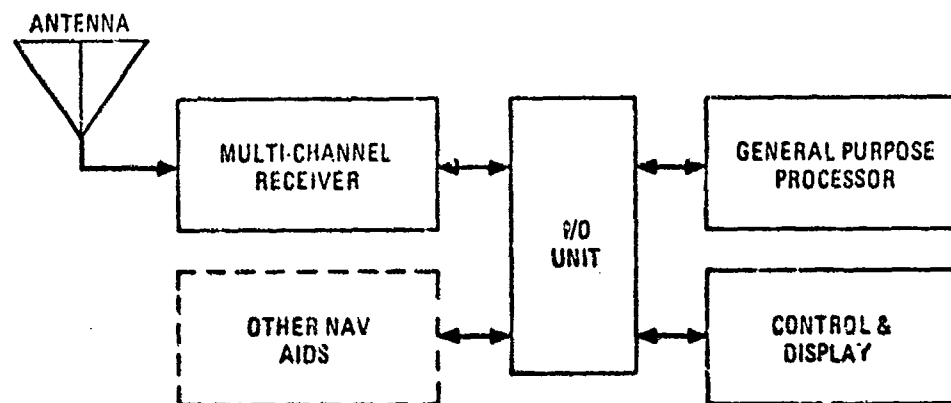 ANTENNA
MULTI-CHANNEL
RECEIVER
GENERAL PURPOSE
PROCESSOR
I/O
UNIT
OTHER NAV
AIDS
CONTROL &
DISPLAY